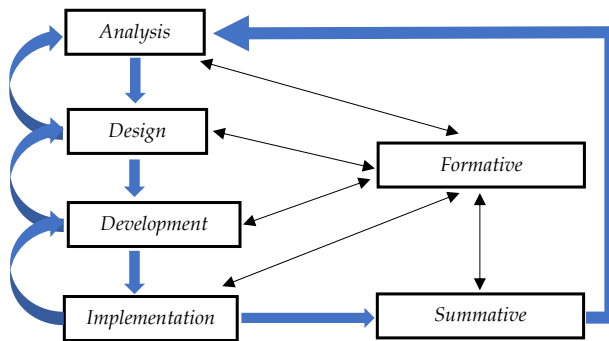 Analysis
Design
Formative
Development
Implementation
Summative